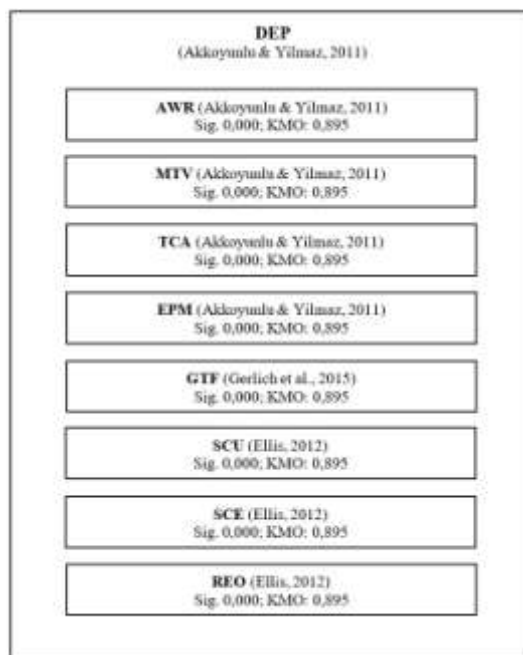 DEP
(Akkoyunlu & Yilmaz, 2011)
AWR (Akkoyunlu & Yilmaz, 2011)
Sig. 0,000; KMO: 0,895
MTV (Akkoyunlu & Yilmaz, 2011)
Sig. 0,000; KMO: 0,895
TCA (Akkoyunlu & Yilmaz, 2011)
Sig. 0,000; KMO: 0,895
EPM (Akkoyunlu & Yilmaz, 2011)
Sig. 0,000; KMO: 0,895
GTF (Gerlich et al., 2015)
Sig. 0,000; KMO: 0,895
SCU (Ellis, 2012)
Sig. 0,000; KMO: 0,895
SCE (Ellis, 2012)
Sig. 0,000; KMO: 0,895
REO (Ellis, 2012)
Sig. 0,000; KMO: 0,895